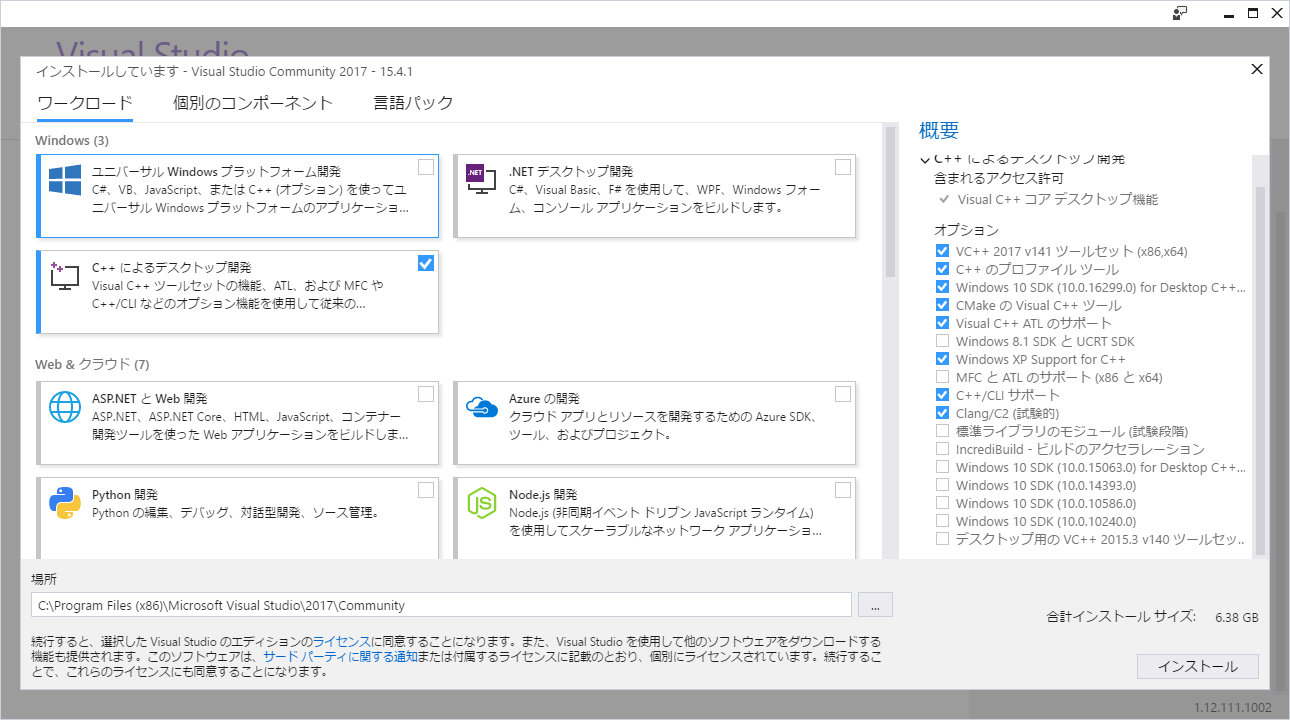 Visual Studio
インストールしています - Visual Studio Community 2017 - 15.4.1
ワークロード
個別のコンポーネント
言語パック
Windows (3)
ユニバーサル Windows プラットフォーム開発
C#、VB、JavaScript、または C++ (オプション) を使ってユ
ニバーサル Windows プラットフォームのアプリケーショ...
.NET
.NET デスクトップ開発
C#、Visual Basic、F# を使用して、WPF、Windows フォー
ム、コンソール アプリケーションをビルドします。
C++ によるデスクトップ開発
Visual C++ ツールセットの機能、ATL、および MFC や
C++/CLI などのオプション機能を使用して従来の...
Web & クラウド (7)
ASP.NET と Web 開発
ASP.NET、ASP.NET Core、HTML、JavaScript、コンテナー
開発ツールを使った Web アプリケーションをビルドしま...
Azure の開発
クラウド アプリとリソースを開発するための Azure SDK、
ツール、およびプロジェクト。
Python 開発
Python の編集、デバッグ、対話型開発、ソース管理。
JS
Node.js 開発
Node.js (非同期イベント ドリブン JavaScript ランタイム)
を使用してスケーラブルなネットワーク アプリケーショ...
概要
C++ によるデスクトップ開発
含まれるアクセス許可
Visual C++ コア デスクトップ機能
オプション
VC++ 2017 v141 ツールセット (x86,x64)
C++ のプロファイル ツール
Windows 10 SDK (10.0.16299.0) for Desktop C++...
CMake の Visual C++ ツール
Visual C++ ATL のサポート
Windows 8.1 SDK と UCRT SDK
Windows XP Support for C++
MFC と ATL のサポート (x86 と x64)
C++/CLI サポート
Clang/C2 (試験的)
標準ライブラリのモジュール (試験段階)
IncrediBuild - ビルドのアクセラレーション
Windows 10 SDK (10.0.15063.0) for Desktop C++...
Windows 10 SDK (10.0.14393.0)
Windows 10 SDK (10.0.10586.0)
Windows 10 SDK (10.0.10240.0)
デスクトップ用の VC++ 2015.3 v140 ツールセッ..
場所
C:\Program Files (x86)\Microsoft Visual Studio\2017\Community
...
合計インストール サイズ: 6.38 GB
続行すると、選択した Visual Studio のエディションのライセンスに同意することになります。また、Visual Studio を使用して他のソフトウェアをダウンロードする
機能も提供されます。このソフトウェアは、サード パーティに関する通知または付属するライセンスに記載のとおり、個別にライセンスされています。続行するこ
とで、これらのライセンスにも同意することになります。
インストール
1.12.111.1002